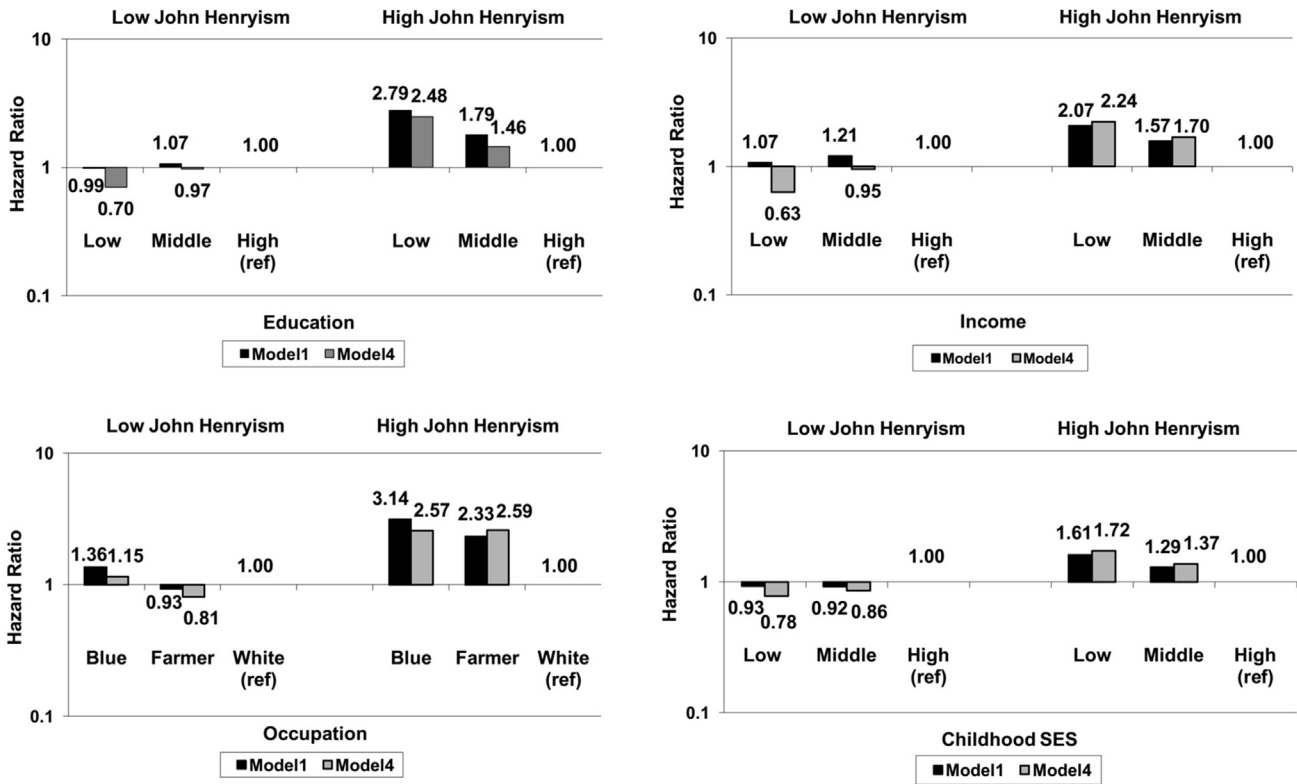 Low John Henryism High John Henryism
10
2.79 2.48
1.79
1.46
1.07 1.00 1.00
1
0.99 0.97
0.70
Low Middle High (ref) Low Middle High (ref)
0.1
Hazard Ratio
Education
Model1 Model4
Low John Henryism High John Henryism
10
2.07 2.24
1.57 1.70
1.07 1.21 1.00 1.00
1
0.63 0.95
Low Middle High (ref) Low Middle High (ref)
0.1
Hazard Ratio
Income
Model1 Model4
Low John Henryism High John Henryism
10
3.14 2.57 2.33 2.59
1.36 1.15 1.00 1.00
1
0.93 0.81
Blue Farmer White (ref) Blue Farmer White (ref)
0.1
Hazard Ratio
Occupation
Model1 Model4
Low John Henryism High John Henryism
10
1.61 1.72 1.29 1.37
1.00 1.00
1
0.93 0.78 0.92 0.86
Low Middle High (ref) Low Middle High (ref)
0.1
Hazard Ratio
Childhood SES
Model1 Model4